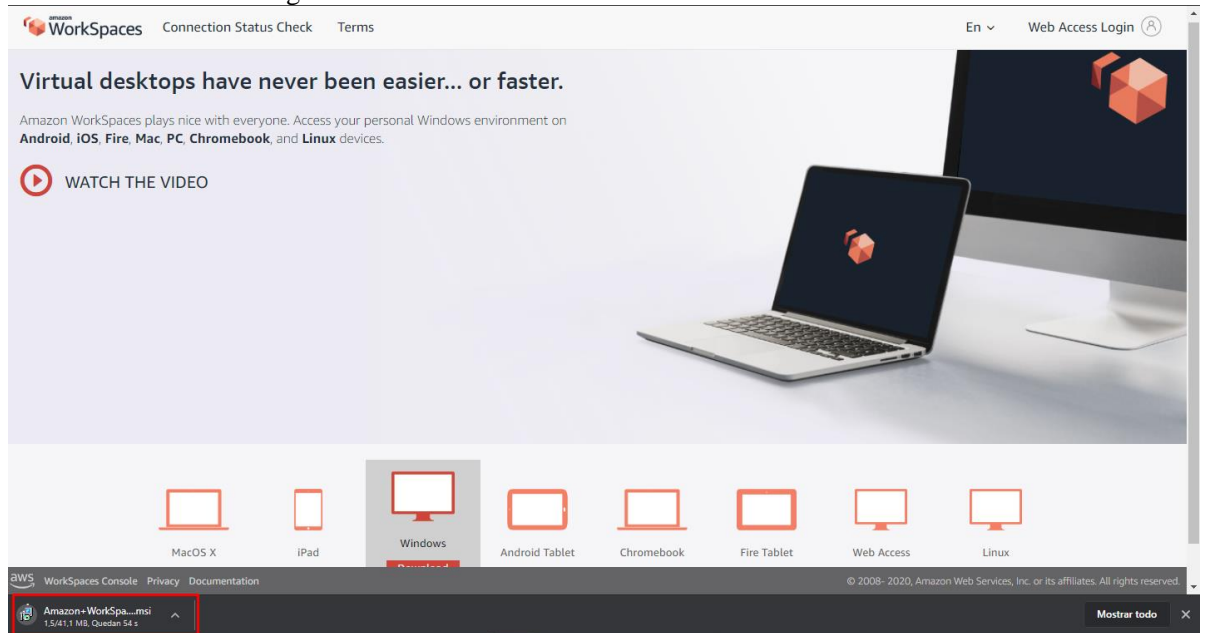 amazon
WorkSpaces Connection Status Check Terms En Web Access Login
Virtual desktops have never been easier... or faster.
Amazon WorkSpaces plays nice with everyone. Access your personal Windows environment on
Android, iOS, Fire, Mac, PC, Chromebook, and Linux devices.
WATCH THE VIDEO
MacOS X iPad Windows Android Tablet Chromebook Fire Tablet Web Access Linux
Download
aws WorkSpaces Console Privacy Documentation © 2008- 2020, Amazon Web Services, Inc. or its affiliates. All rights reserved.
Amazon+WorkSpa....msi Mostrar todo
1,5/41,1 MB, Quedan 54 s